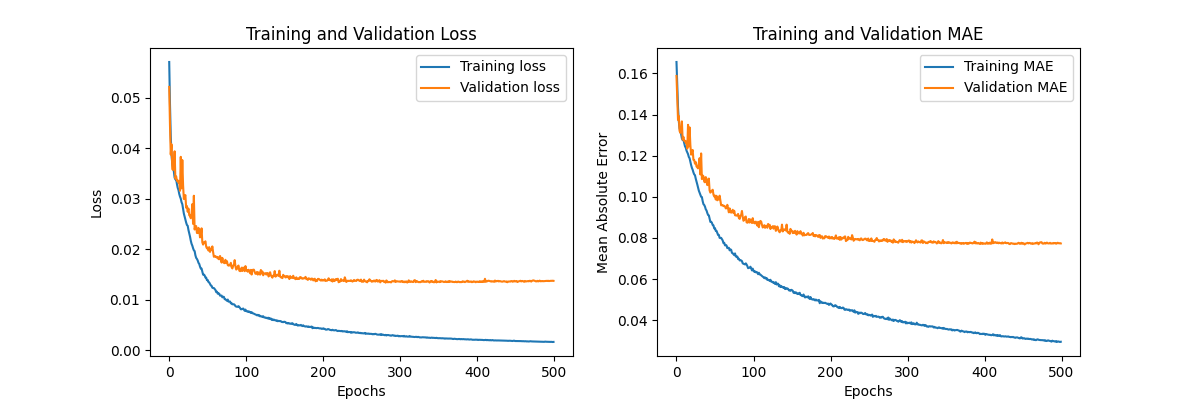 Training and Validation Loss
Training loss
Validation loss
0.05
0.04
0.03
0.02
0.01
0.00
Loss
0
100
200
300
400
500
Epochs
Training and Validation MAE
Training MAE
Validation MAE
0.16
0.14
0.12
0.10
0.08
0.06
0.04
Mean Absolute Error
0
100
200
300
400
500
Epochs